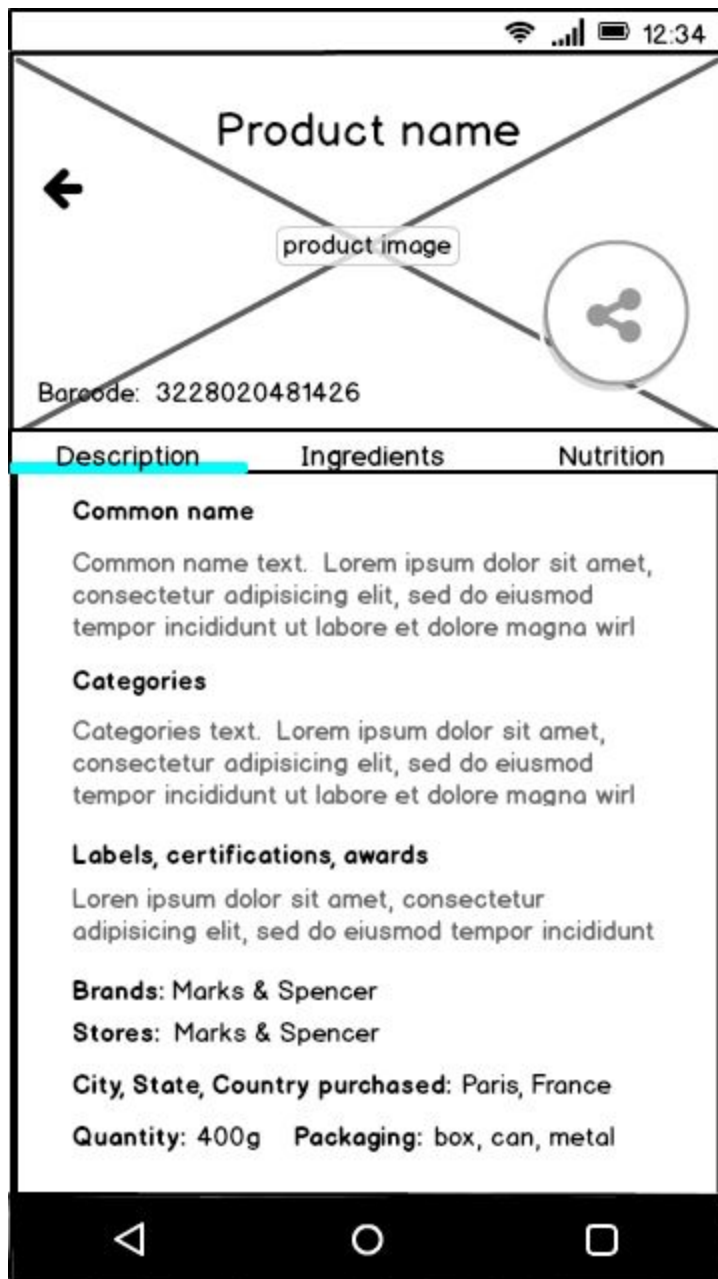 12:34
Product name
product image
Barcode: 3228020481426
Description Ingredients Nutrition
Common name
Common name text. Lorem ipsum dolor sit amet,
consectetur adipisicing elit, sed do eiusmod
tempor incididunt ut labore et dolore magna wirl
Categories
Categories text. Lorem ipsum dolor sit amet,
consectetur adipisicing elit, sed do eiusmod
tempor incididunt ut labore et dolore magna wirl
Labels, certifications, awards
Loren ipsum dolor sit amet, consectetur
adipisicing elit, sed do eiusmod tempor incididunt
Brands: Marks & Spencer
Stores: Marks & Spencer
City, State, Country purchased: Paris, France
Quantity: 400g Packaging: box, can, metal